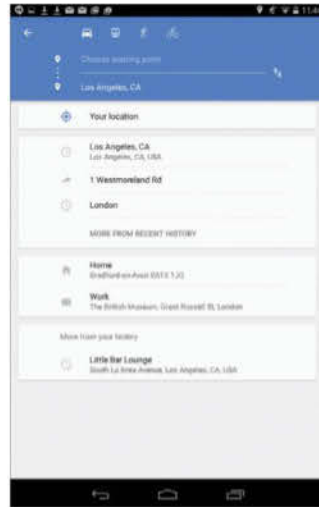 11:44
Choose starting point
Los Angeles, CA
Your location
Los Angeles, CA
Los Angeles, CA, USA
1 Westmoreland Rd
London
MORE FROM RECENT HISTORY
Home
Work
The British Museum, Great Russell St, London
More from your history
Little Bar Lounge
South La Brea Avenue, Los Angeles, CA, USA